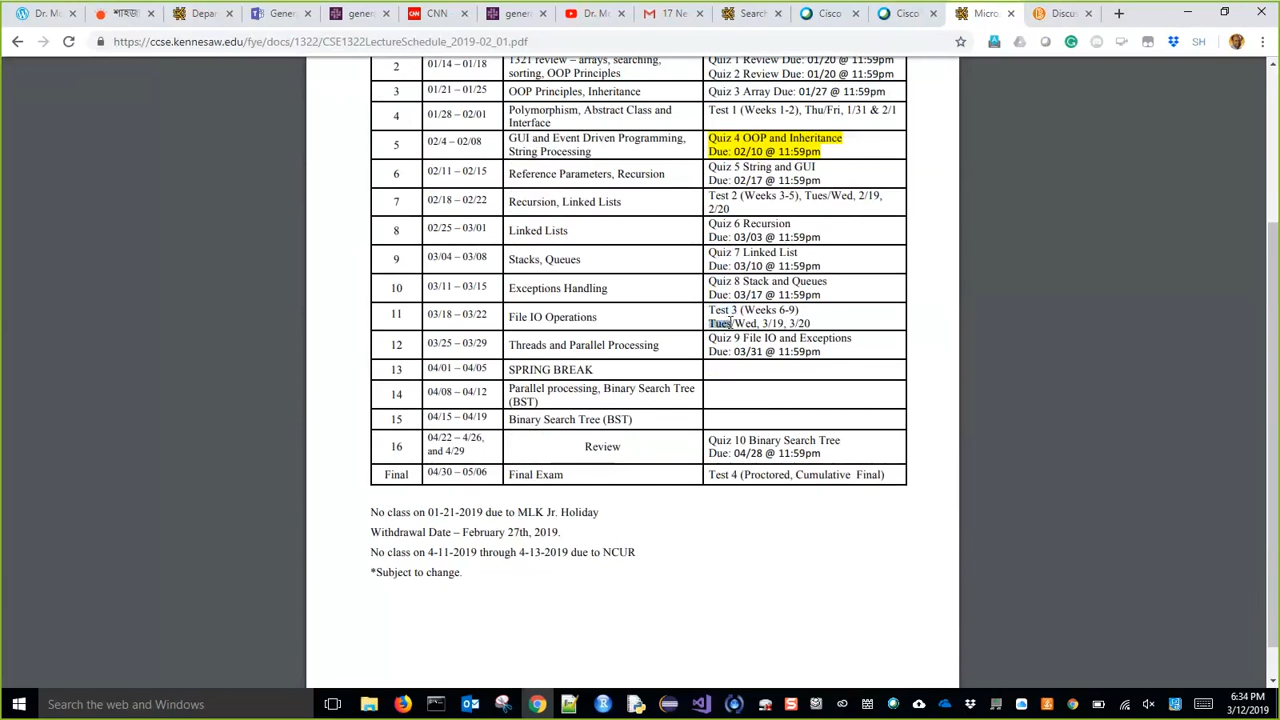 Dr. M
শাহজা
Depar
Gener
gener
CNN
gener
Dr. M
17 Ne
Search
Cisco
Cisco
Micro
Discus
https://ccse.kennesaw.edu/fye/docs/1322/CSE1322LectureSchedule_2019-02_01.pdf
SH
2 01/14 – 01/18 1321 review – arrays, searching, Quiz 1 Review Due: 01/20 @ 11:59pm
sorting, OOP Principles Quiz 2 Review Due: 01/20 @ 11:59pm
3 01/21 – 01/25 OOP Principles, Inheritance Quiz 3 Array Due: 01/27 @ 11:59pm
4 01/28 – 02/01 Polymorphism, Abstract Class and Test 1 (Weeks 1-2), Thu/Fri, 1/31 & 2/1
Interface
5 02/4 – 02/08 GUI and Event Driven Programming, Quiz 4 OOP and Inheritance
String Processing Due: 02/10 @ 11:59pm
6 02/11 – 02/15 Reference Parameters, Recursion Quiz 5 String and GUI
Due: 02/17 @ 11:59pm
7 02/18 – 02/22 Recursion, Linked Lists Test 2 (Weeks 3-5), Tues/Wed, 2/19,
2/20
8 02/25 – 03/01 Linked Lists Quiz 6 Recursion
Due: 03/03 @ 11:59pm
9 03/04 – 03/08 Stacks, Queues Quiz 7 Linked List
Due: 03/10 @ 11:59pm
10 03/11 – 03/15 Exceptions Handling Quiz 8 Stack and Queues
Due: 03/17 @ 11:59pm
11 03/18 – 03/22 File IO Operations Test 3 (Weeks 6-9)
Tues/Wed, 3/19, 3/20
12 03/25 – 03/29 Threads and Parallel Processing Quiz 9 File IO and Exceptions
Due: 03/31 @ 11:59pm
13 04/01 – 04/05 SPRING BREAK
14 04/08 – 04/12 Parallel processing, Binary Search Tree
(BST)
15 04/15 – 04/19 Binary Search Tree (BST)
16 04/22 – 4/26, Review Quiz 10 Binary Search Tree
and 4/29 Due: 04/28 @ 11:59pm
Final 04/30 – 05/06 Final Exam Test 4 (Proctored, Cumulative Final)
No class on 01-21-2019 due to MLK Jr. Holiday
Withdrawal Date – February 27th, 2019.
No class on 4-11-2019 through 4-13-2019 due to NCUR
*Subject to change.
Search the web and Windows
6:34 PM
3/12/2019